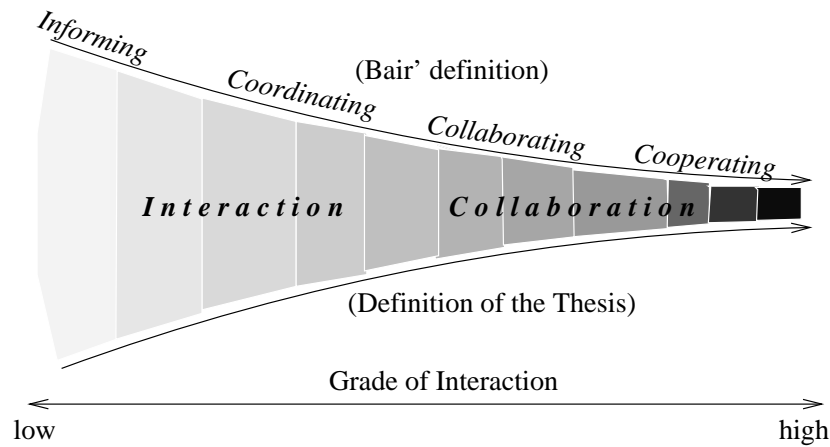 Informing
(Bair' definition)
Coordinating
Collaborating
Cooperating
Interaction
Collaboration
(Definition of the Thesis)
Grade of Interaction
low
high